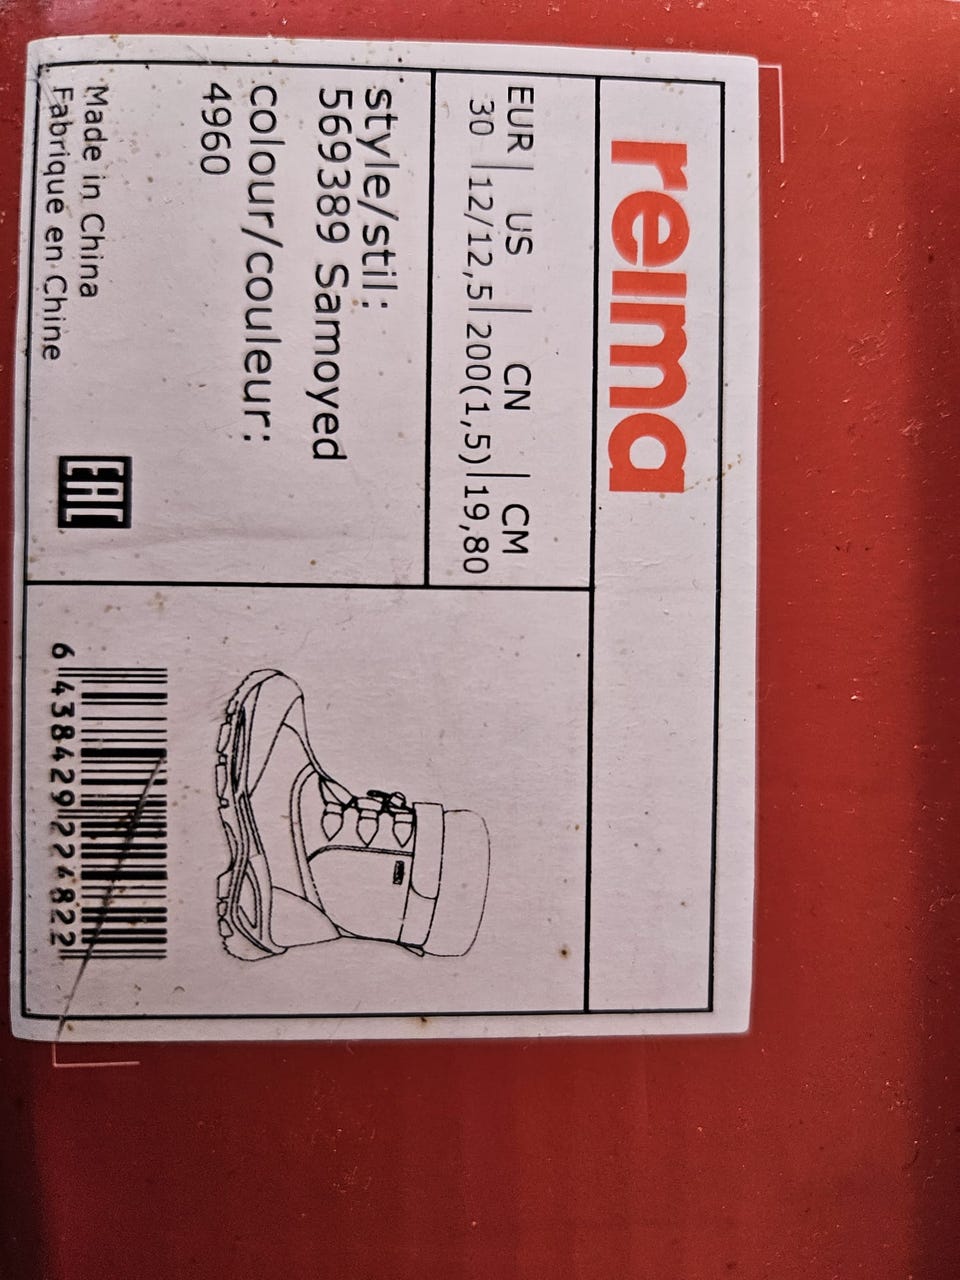 reima
EUR | US | CN | CM
30 | 12/12,5 | 200(1,5) | 19,80
style/stil:
569389 Samoyed
colour/couleur:
4960
Made in China
Fabrique en Chine
EAC
6 438429 224822